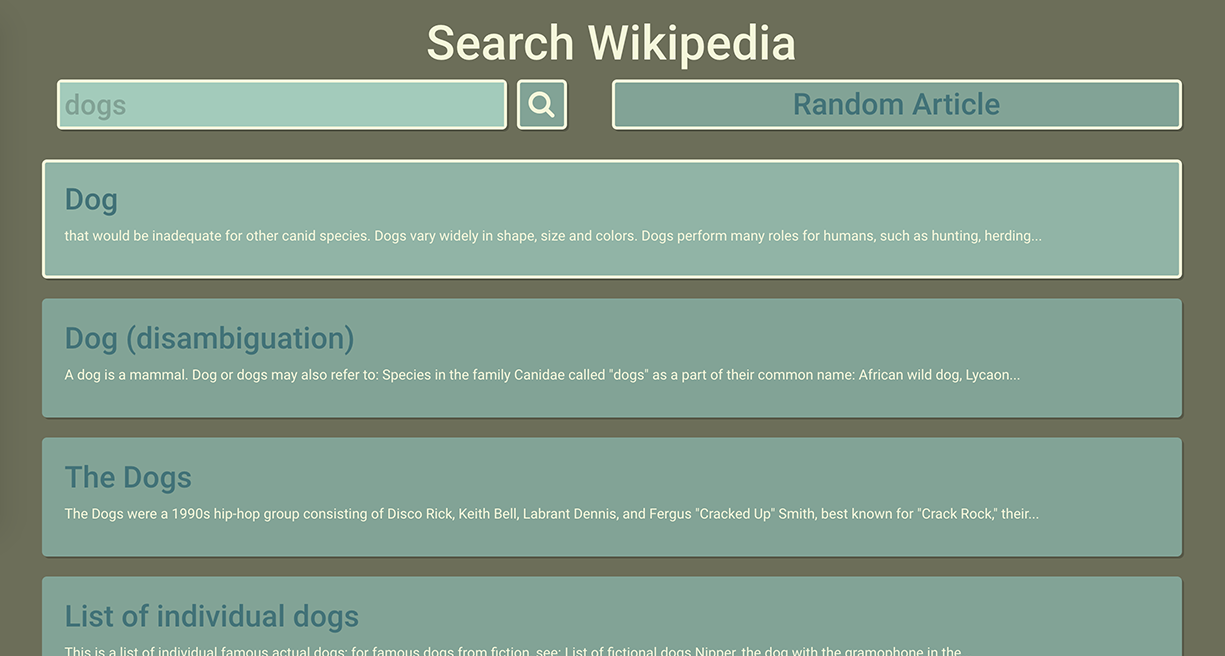 Search Wikipedia
dogs
Random Article
Dog
that would be inadequate for other canid species. Dogs vary widely in shape, size and colors. Dogs perform many roles for humans, such as hunting, herding...
Dog (disambiguation)
A dog is a mammal. Dog or dogs may also refer to: Species in the family Canidae called "dogs" as a part of their common name: African wild dog, Lycaon...
The Dogs
The Dogs were a 1990s hip-hop group consisting of Disco Rick, Keith Bell, Labrant Dennis, and Fergus "Cracked Up" Smith, best known for "Crack Rock," their...
List of individual dogs
This is a list of individual famous actual dogs; for famous dogs from fiction, see: List of fictional dogs Nipper, the dog with the gramophone in the...